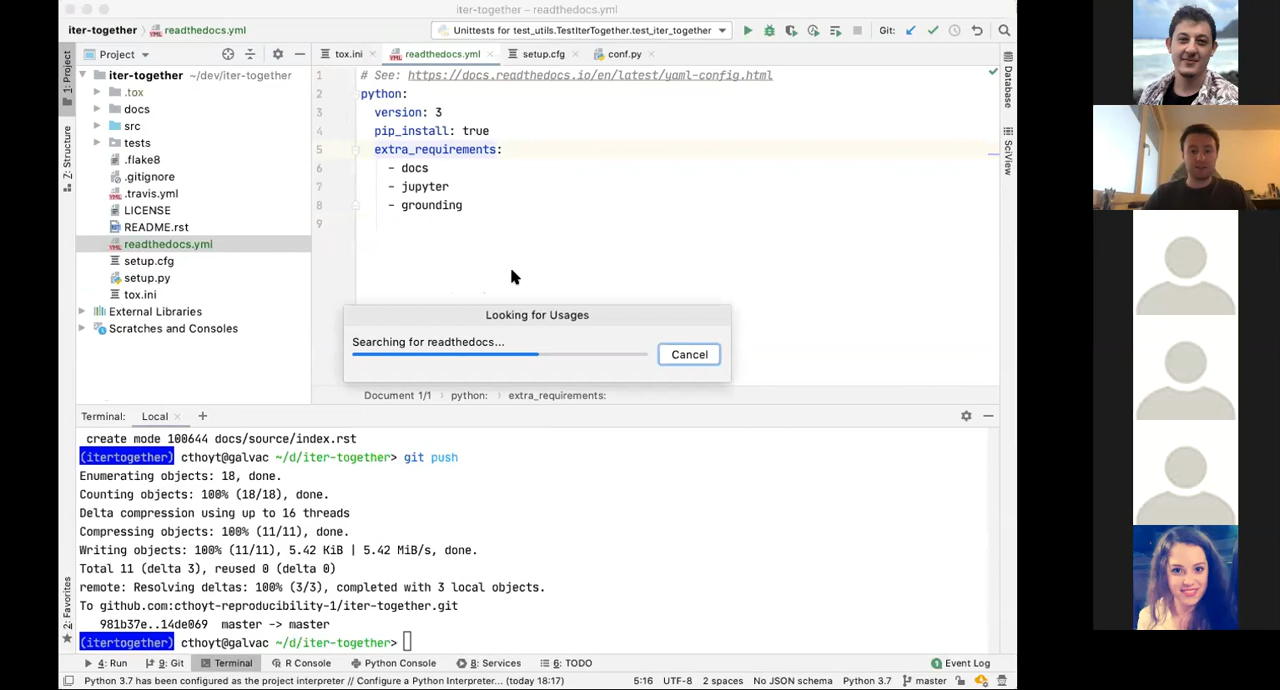 iter-together – readthedocs.yml
iter-together
readthedocs.yml
Unittests for test_utils.TestIterTogether.test_iter_together
Git:
1: Project
Z: Structure
2: Favorites
Project
iter-together ~/dev/iter-together
.tox
docs
src
tests
.flake8
.gitignore
.travis.yml
LICENSE
README.rst
readthedocs.yml
setup.cfg
setup.py
tox.ini
External Libraries
Scratches and Consoles
tox.ini
readthedocs.yml
setup.cfg
conf.py
1 # See: https://docs.readthedocs.io/en/latest/yaml-config.html
2 python:
3 version: 3
4 pip_install: true
5 extra_requirements:
6 - docs
7 - jupyter
8 - grounding
9
Database
SciView
Looking for Usages
Searching for readthedocs...
Cancel
Document 1/1 › python: › extra_requirements:
Terminal: Local
create mode 100644 docs/source/index.rst
(itertogether) cthoyt@galvac ~/d/iter-together> git push
Enumerating objects: 18, done.
Counting objects: 100% (18/18), done.
Delta compression using up to 16 threads
Compressing objects: 100% (11/11), done.
Writing objects: 100% (11/11), 5.42 KiB | 5.42 MiB/s, done.
Total 11 (delta 3), reused 0 (delta 0)
remote: Resolving deltas: 100% (3/3), completed with 3 local objects.
To github.com:cthoyt-reproducibility-1/iter-together.git
981b37e..14de069 master -> master
(itertogether) cthoyt@galvac ~/d/iter-together>
4: Run
9: Git
Terminal
R Console
Python Console
8: Services
6: TODO
1 Event Log
Python 3.7 has been configured as the project interpreter // Configure a Python Interpreter... (today 18:17)
5:16 UTF-8 2 spaces No JSON schema Python 3.7 master